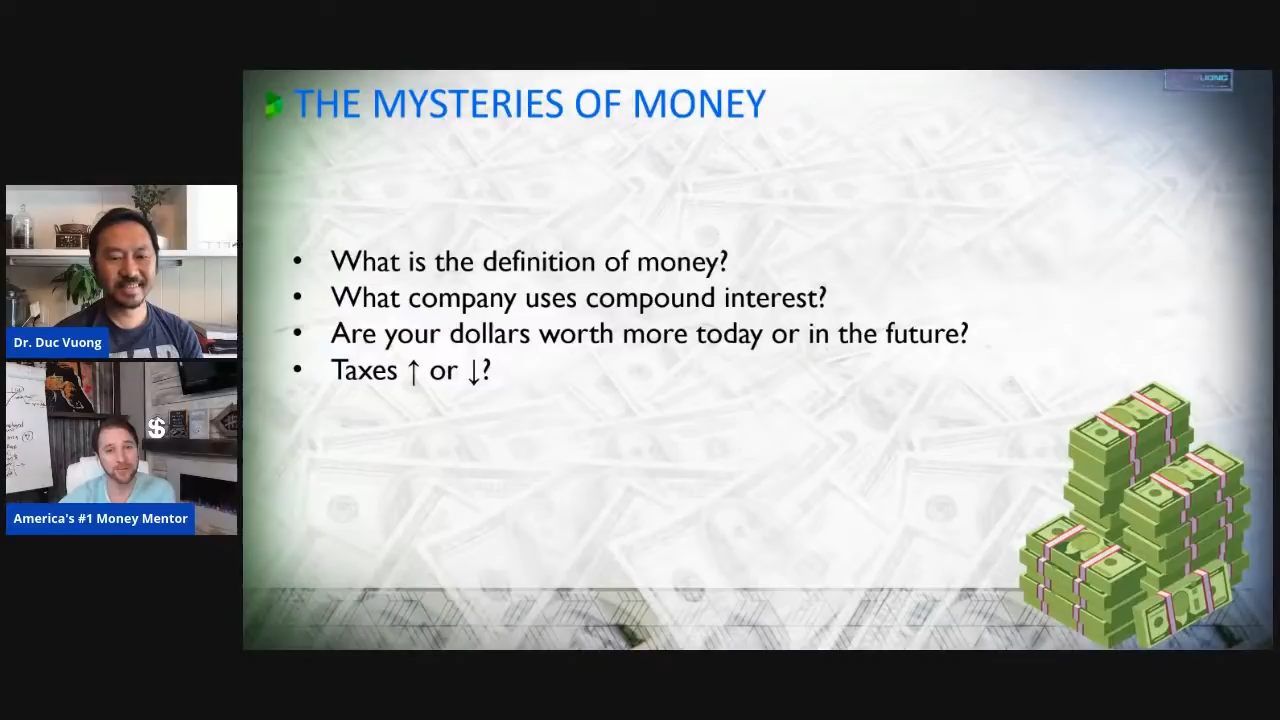 THE MYSTERIES OF MONEY
• What is the definition of money?
• What company uses compound interest?
• Are your dollars worth more today or in the future?
• Taxes ↑ or ↓?
Dr. Duc Vuong
$
America's #1 Money Mentor